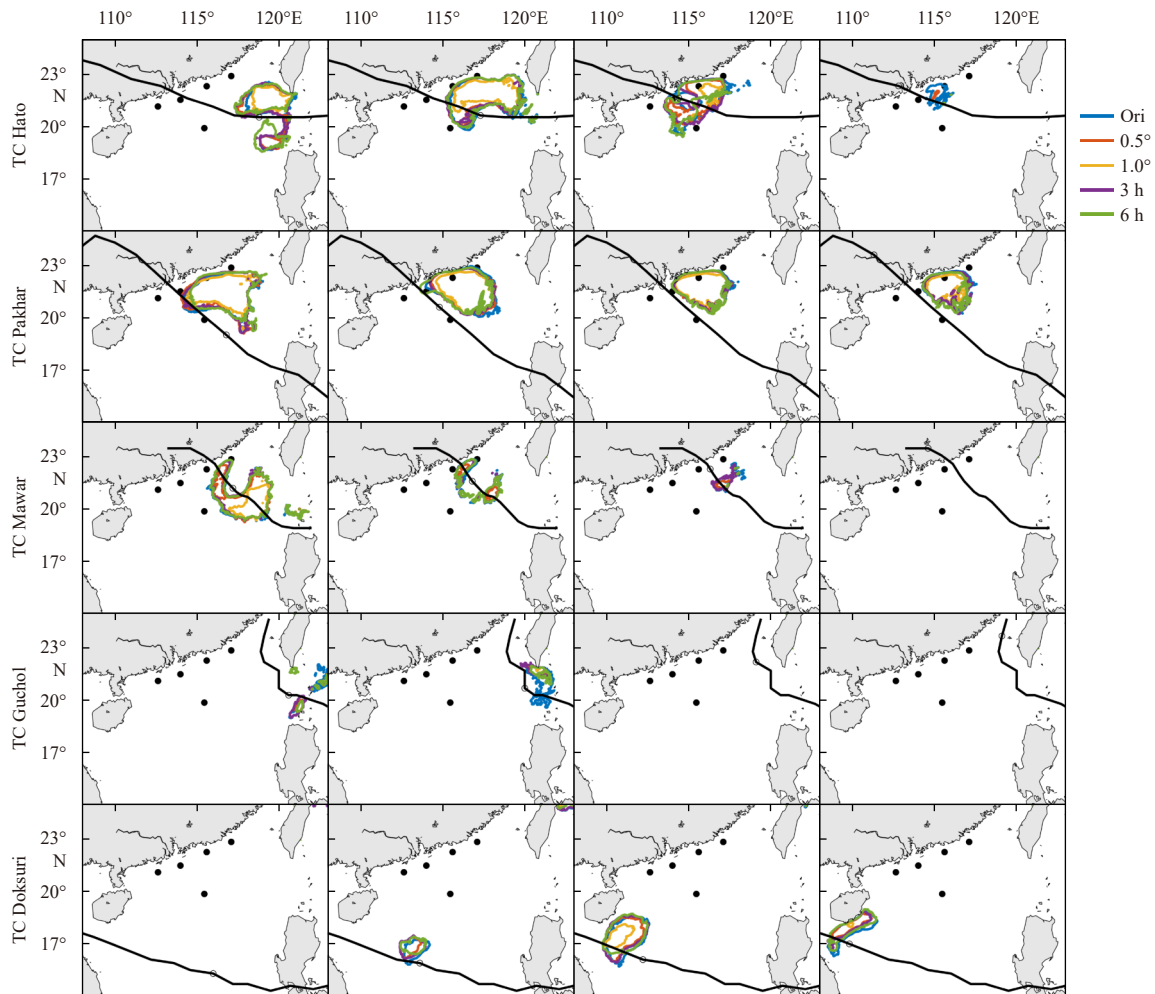 110° 115° 120°E 110° 115° 120°E 110° 115° 120°E 110° 115° 120°E
TC Hato
23°
N
20°
17°
Ori
0.5°
1.0°
3 h
6 h
TC Pakhar
23°
N
20°
17°
TC Mawar
23°
N
20°
17°
TC Guchol
23°
N
20°
17°
TC Doksuri
23°
N
20°
17°